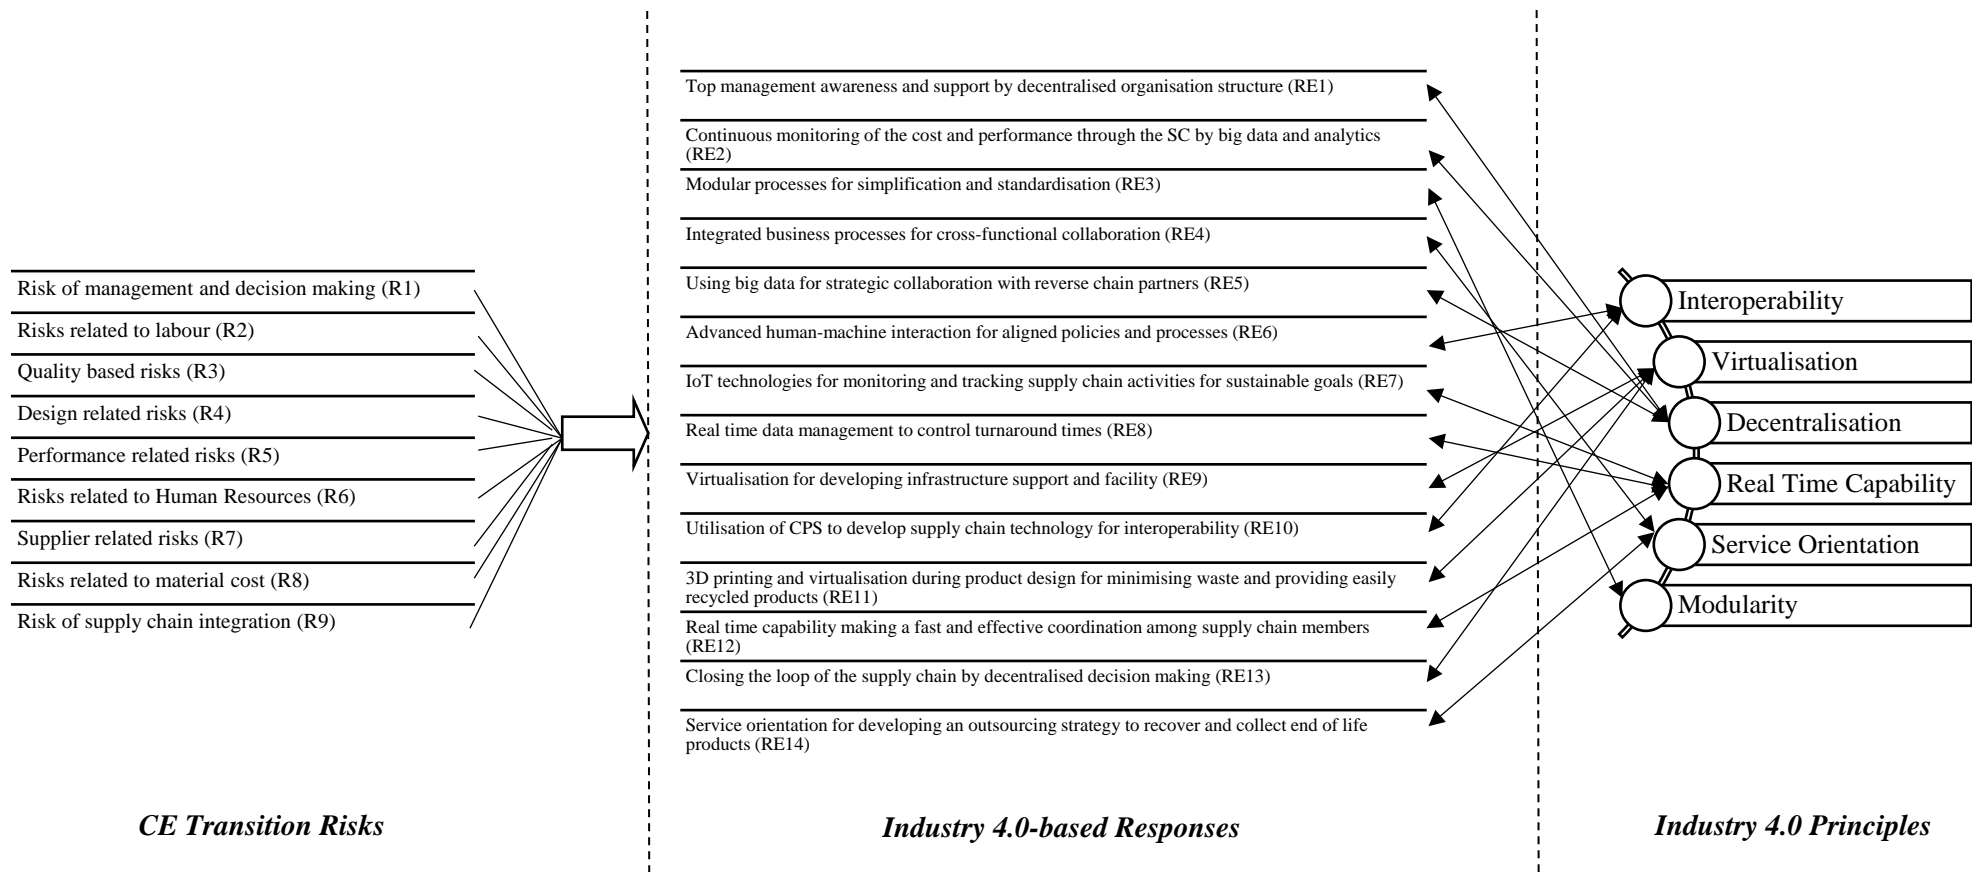 Risk of management and decision making (R1)
Risks related to labour (R2)
Quality based risks (R3)
Design related risks (R4)
Performance related risks (R5)
Risks related to Human Resources (R6)
Supplier related risks (R7)
Risks related to material cost (R8)
Risk of supply chain integration (R9)
CE Transition Risks
Top management awareness and support by decentralised organisation structure (RE1)
Continuous monitoring of the cost and performance through the SC by big data and analytics
(RE2)
Modular processes for simplification and standardisation (RE3)
Integrated business processes for cross-functional collaboration (RE4)
Using big data for strategic collaboration with reverse chain partners (RE5)
Advanced human-machine interaction for aligned policies and processes (RE6)
IoT technologies for monitoring and tracking supply chain activities for sustainable goals (RE7)
Real time data management to control turnaround times (RE8)
Virtualisation for developing infrastructure support and facility (RE9)
Utilisation of CPS to develop supply chain technology for interoperability (RE10)
3D printing and virtualisation during product design for minimising waste and providing easily
recycled products (RE11)
Real time capability making a fast and effective coordination among supply chain members
(RE12)
Closing the loop of the supply chain by decentralised decision making (RE13)
Service orientation for developing an outsourcing strategy to recover and collect end of life
products (RE14)
Industry 4.0-based Responses
Interoperability
Virtualisation
Decentralisation
Real Time Capability
Service Orientation
Modularity
Industry 4.0 Principles